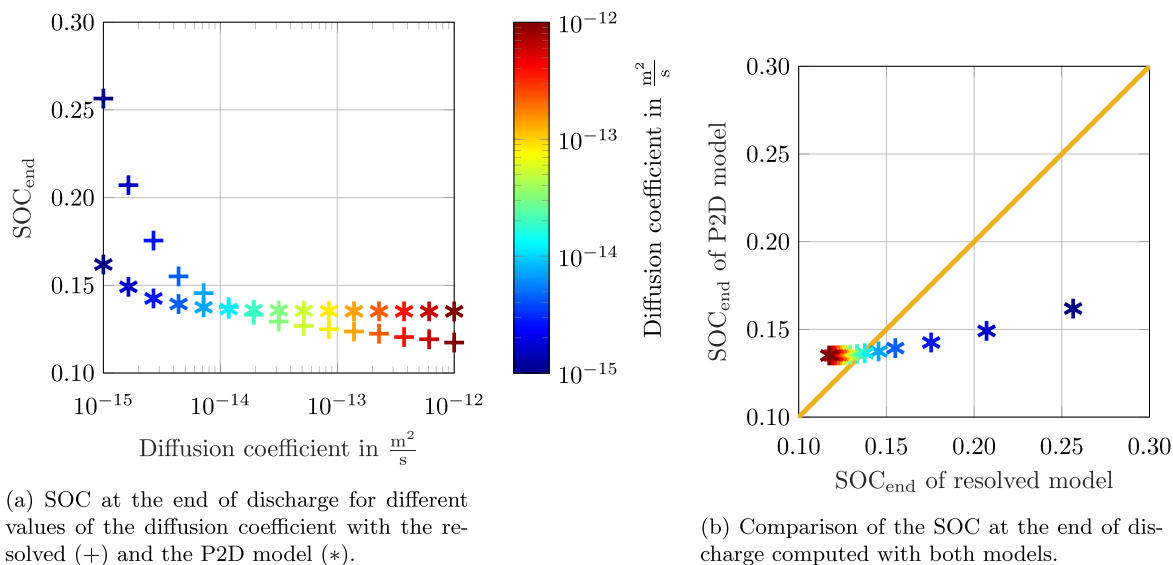 0.30
0.25
0.20
0.15
0.10
SOC_end
10^−15
10^−14
10^−13
10^−12
Diffusion coefficient in m^2/s
10^−12
10^−13
10^−14
10^−15
Diffusion coefficient in m^2/s
(a) SOC at the end of discharge for different
values of the diffusion coefficient with the re-
solved (+) and the P2D model (∗).
0.30
0.25
0.20
0.15
0.10
SOC_end of P2D model
0.10
0.15
0.20
0.25
0.30
SOC_end of resolved model
(b) Comparison of the SOC at the end of dis-
charge computed with both models.